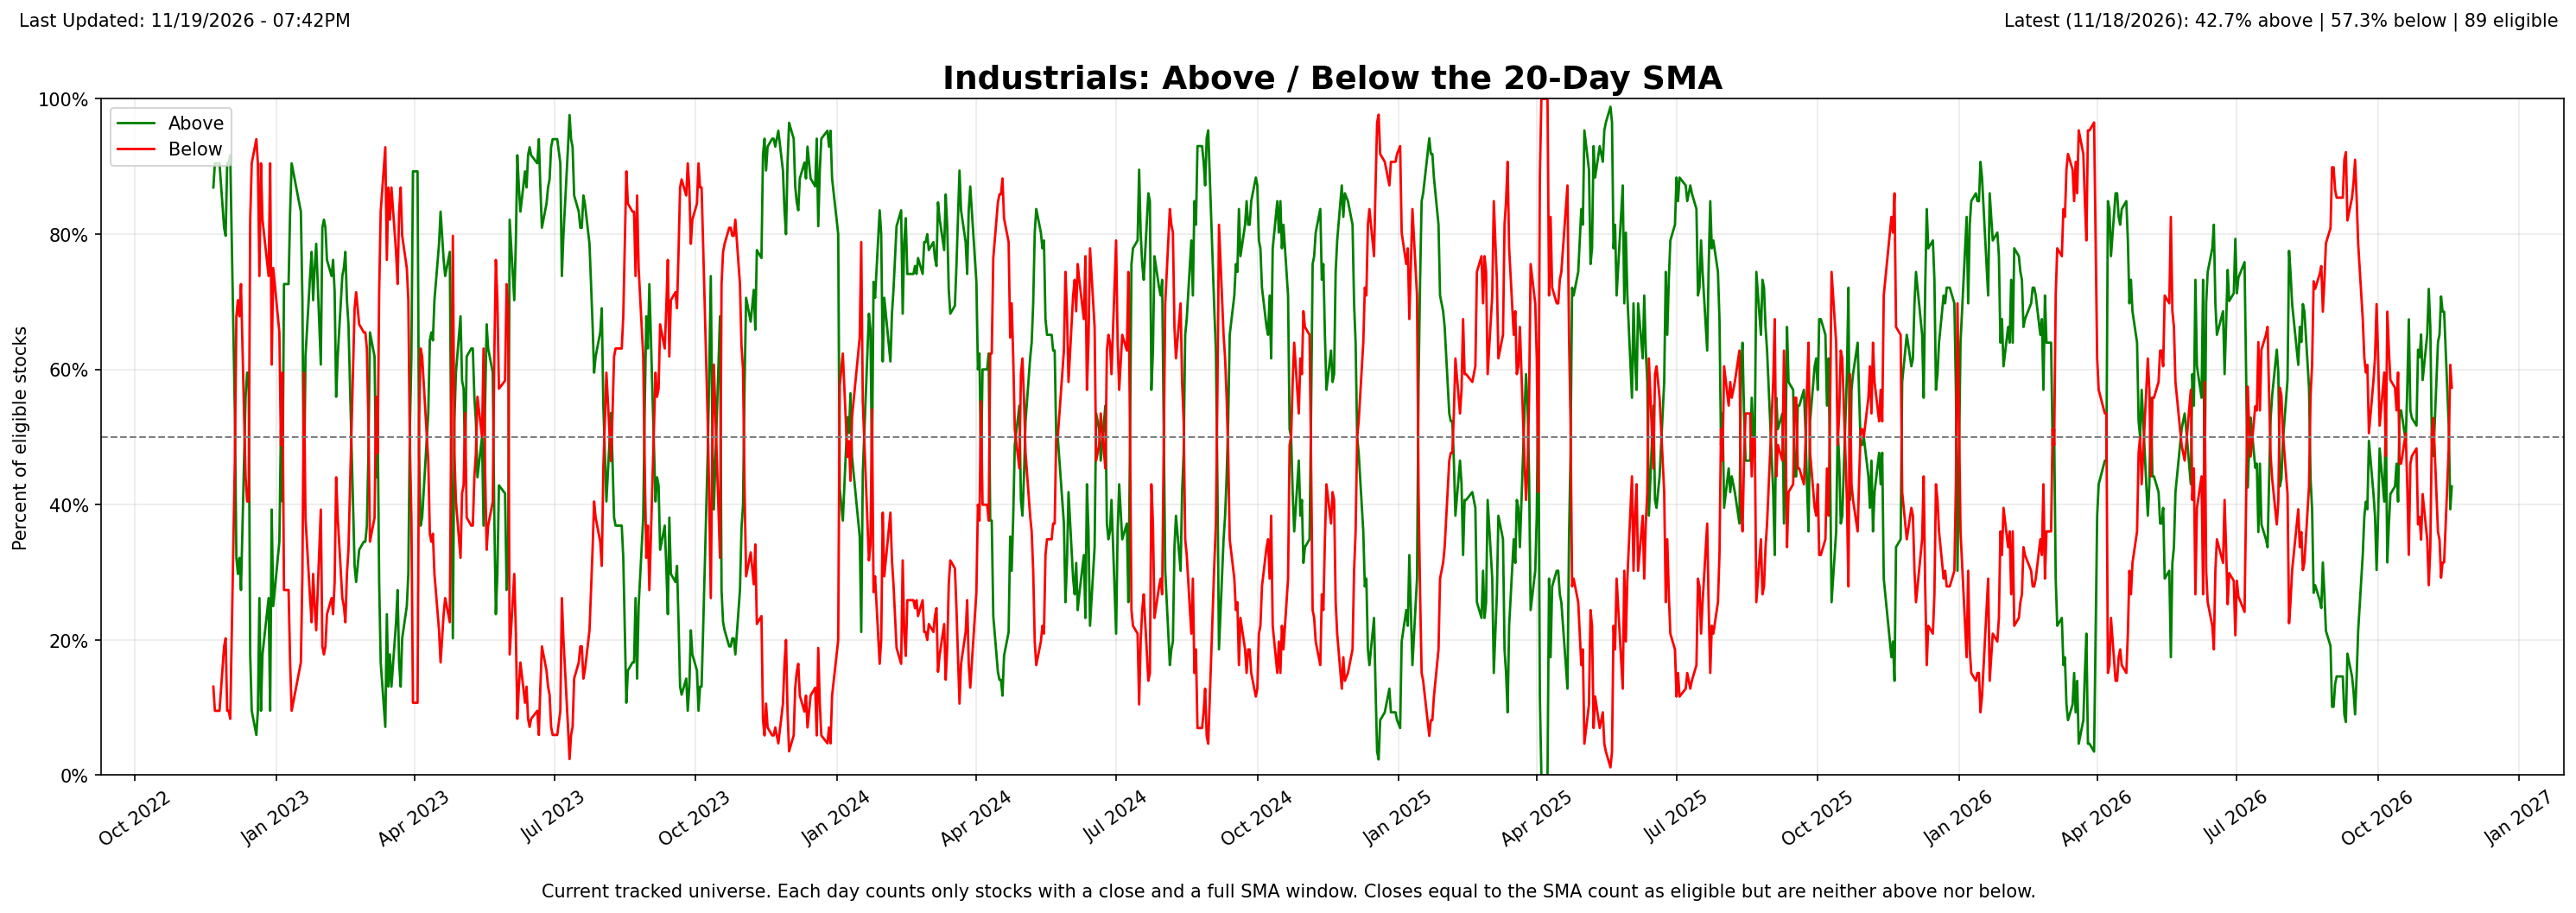 Last Updated: 11/19/2026 - 07:42PM
Latest (11/18/2026): 42.7% above | 57.3% below | 89 eligible
Industrials: Above / Below the 20-Day SMA
Above
Below
Percent of eligible stocks
100%
80%
60%
40%
20%
0%
Oct 2022
Jan 2023
Apr 2023
Jul 2023
Oct 2023
Jan 2024
Apr 2024
Jul 2024
Oct 2024
Jan 2025
Apr 2025
Jul 2025
Oct 2025
Jan 2026
Apr 2026
Jul 2026
Oct 2026
Jan 2027
Current tracked universe. Each day counts only stocks with a close and a full SMA window. Closes equal to the SMA count as eligible but are neither above nor below.